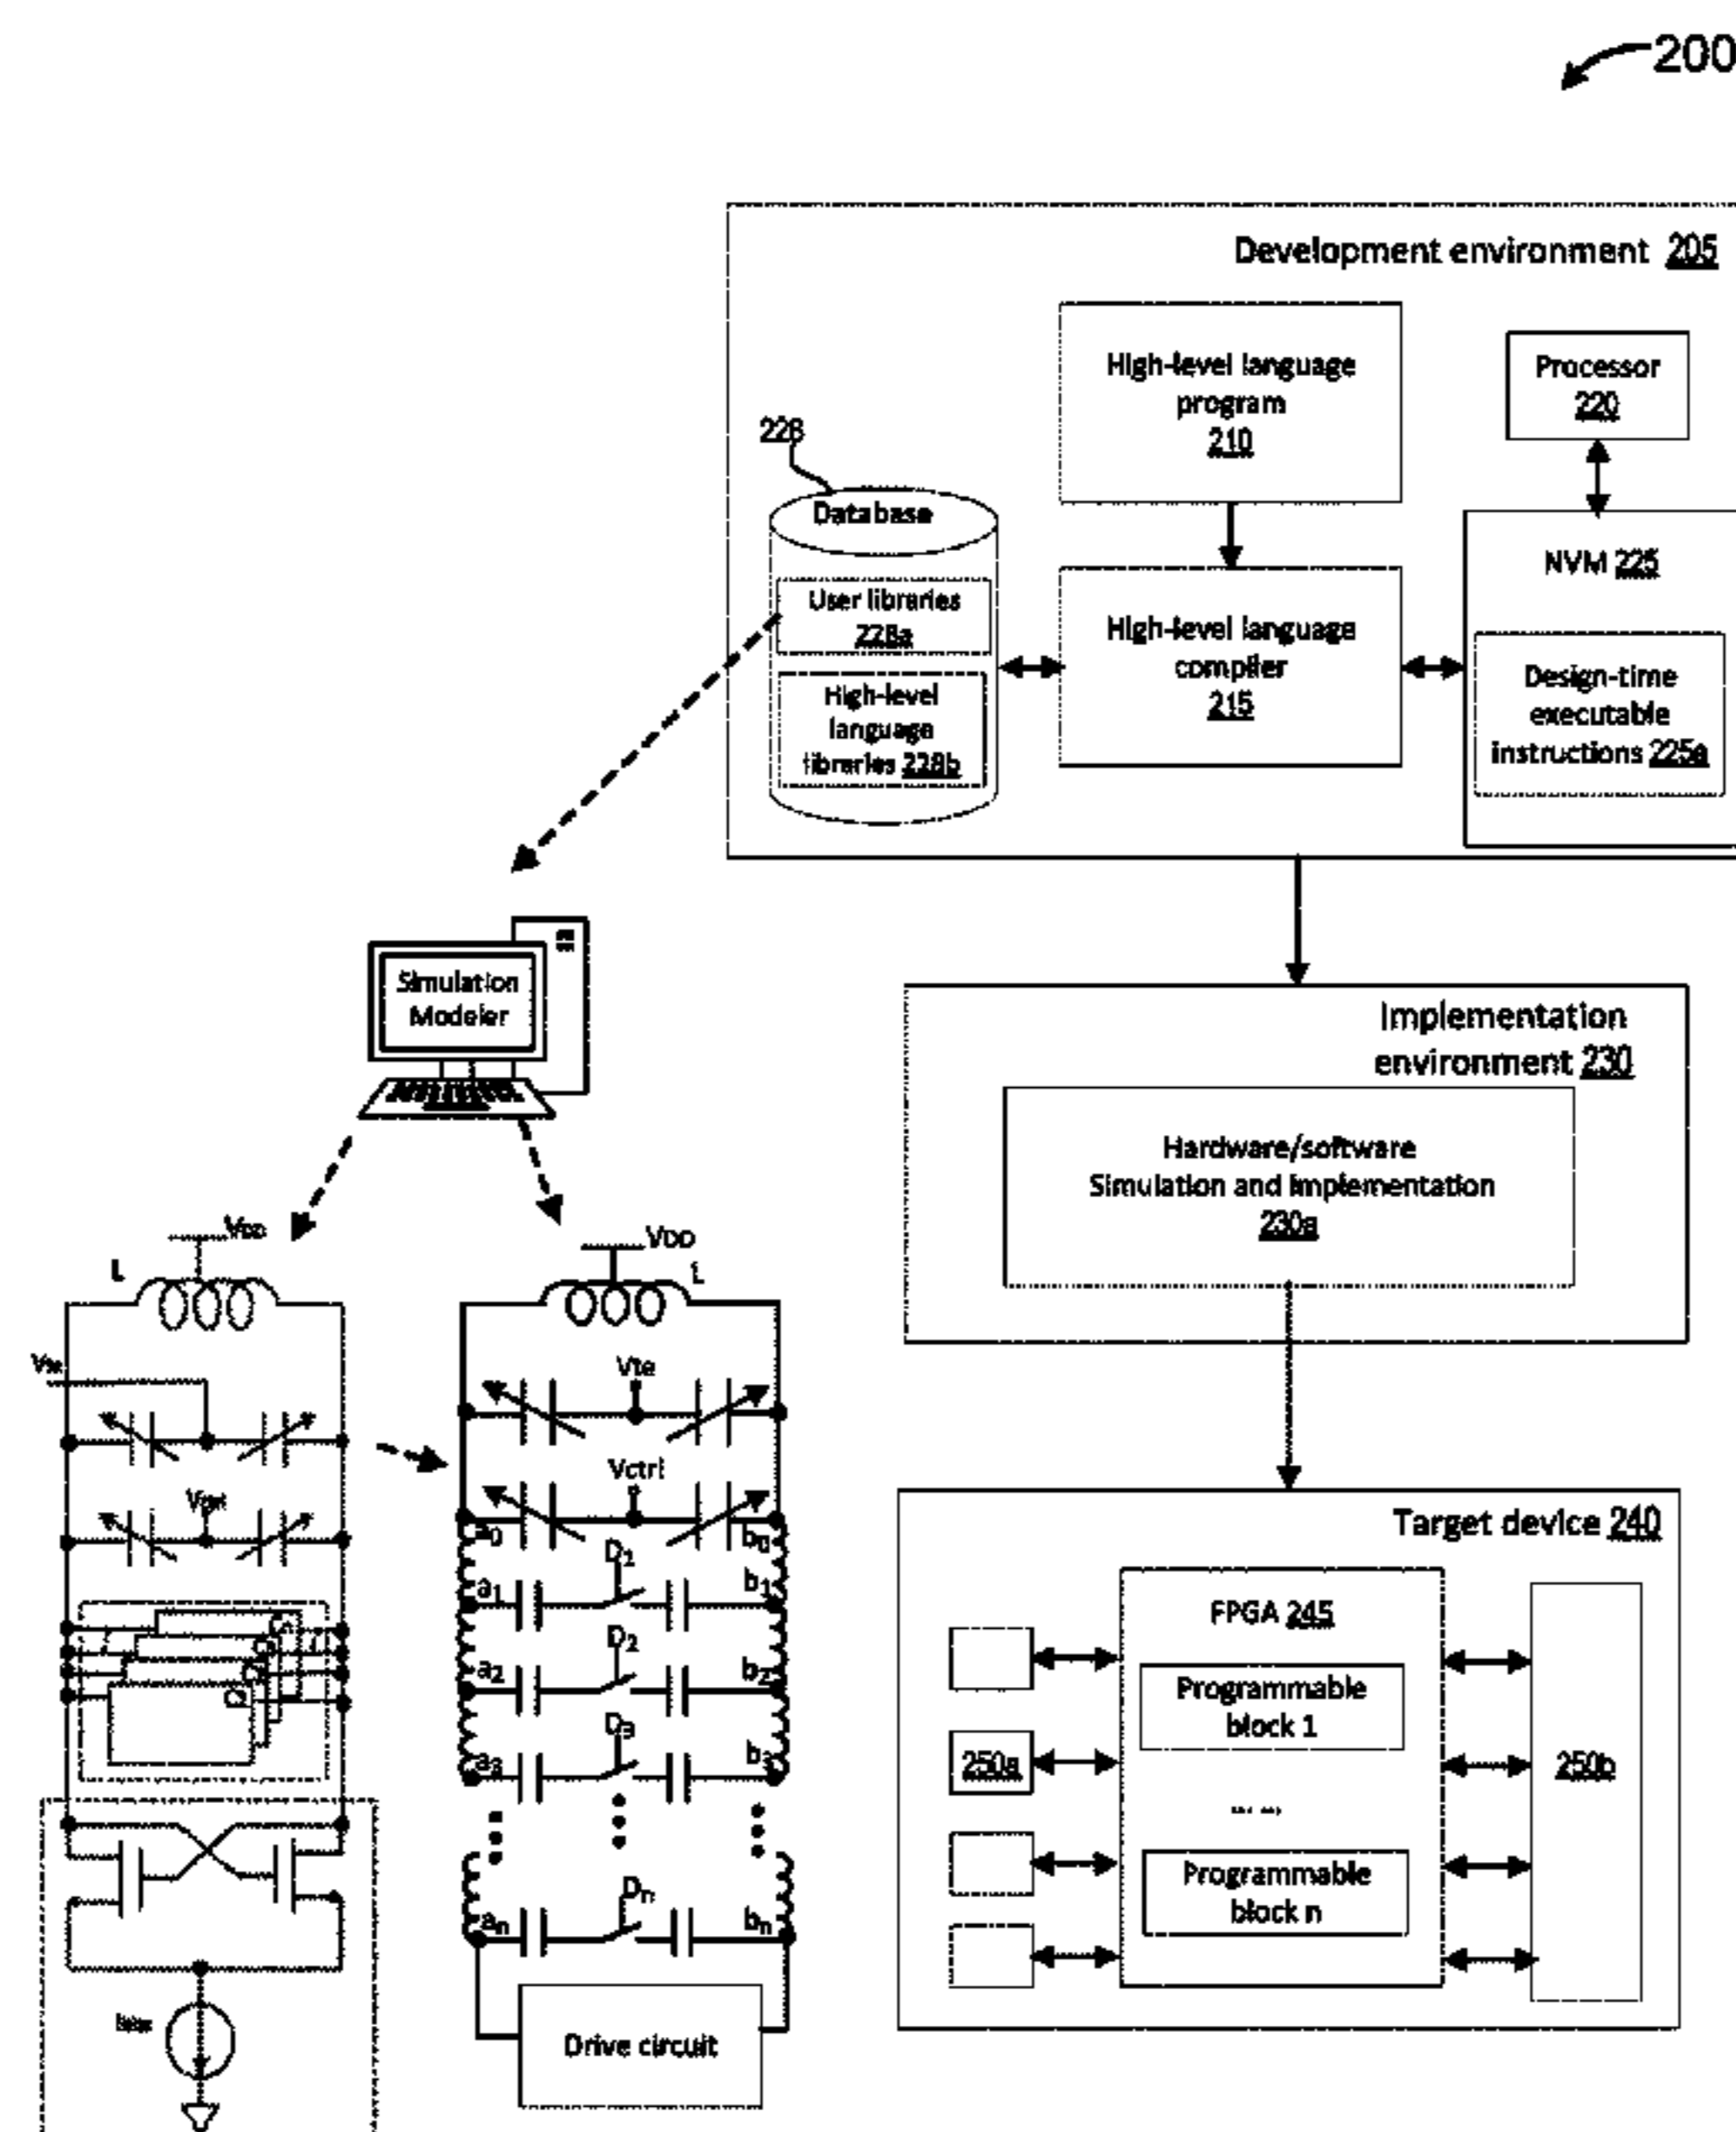 200
Development environment 205
High-level language
program
210
Processor
220
228
Database
User libraries
228a
High-level
language
libraries 228b
High-level language
compiler
215
NVM 225
Design-time
executable
instructions 225a
Simulation
Modeler
Implementation
environment 230
Hardware/software
Simulation and implementation
230a
VDD
L
VDD
L
Vte
Vctrl
a0
b0
D1
a1
b1
D2
a2
b2
D3
a3
b3
Dn
an
bn
Drive circuit
Target device 240
FPGA 245
Programmable
block 1
250a
250b
... ...
Programmable
block n